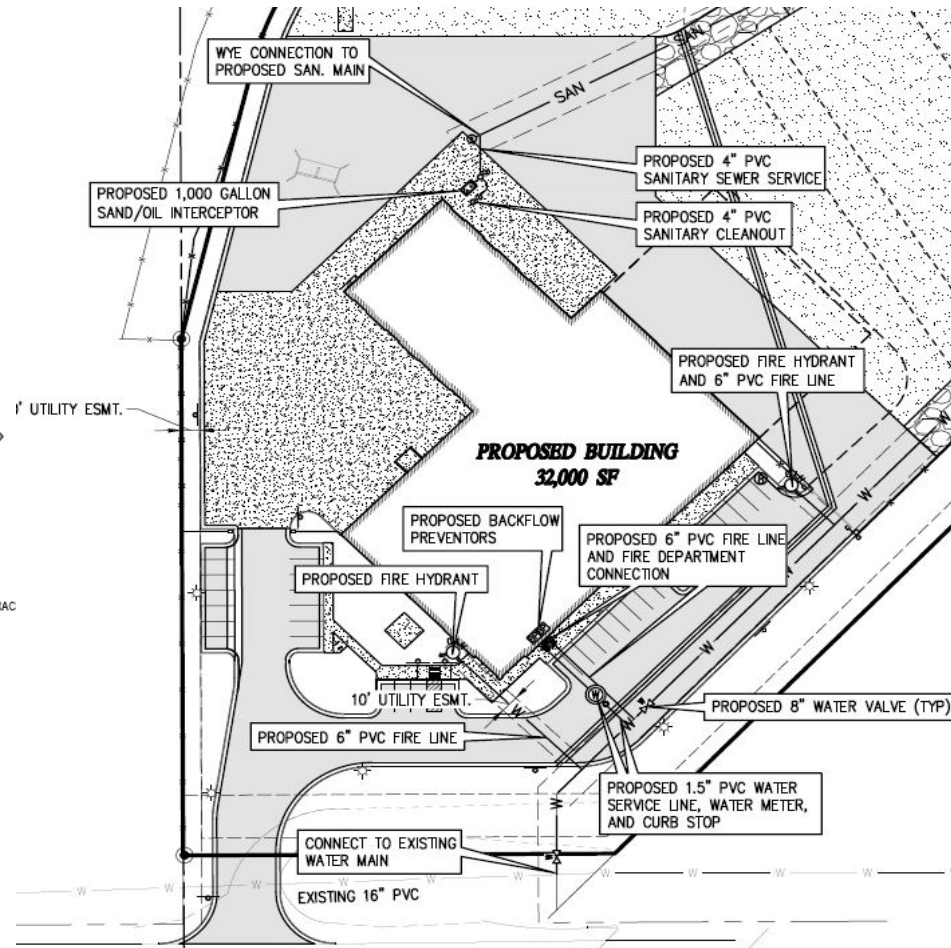 SAN
WYE CONNECTION TO
PROPOSED SAN. MAIN
SAN
PROPOSED 4" PVC
SANITARY SEWER SERVICE
PROPOSED 1,000 GALLON
SAND/OIL INTERCEPTOR
PROPOSED 4" PVC
SANITARY CLEANOUT
PROPOSED FIRE HYDRANT
AND 6" PVC FIRE LINE
' UTILITY ESMT.
W
PROPOSED BUILDING
32,000 SF
W
PROPOSED BACKFLOW
PREVENTORS
PROPOSED 6" PVC FIRE LINE
AND FIRE DEPARTMENT
CONNECTION
PROPOSED FIRE HYDRANT
W
RAC
W
10' UTILITY ESMT.
W
W
W
PROPOSED 8" WATER VALVE (TYP)
PROPOSED 6" PVC FIRE LINE
PROPOSED 1.5" PVC WATER
SERVICE LINE, WATER METER,
AND CURB STOP
W
CONNECT TO EXISTING
WATER MAIN
W W W W W W W W
EXISTING 16" PVC